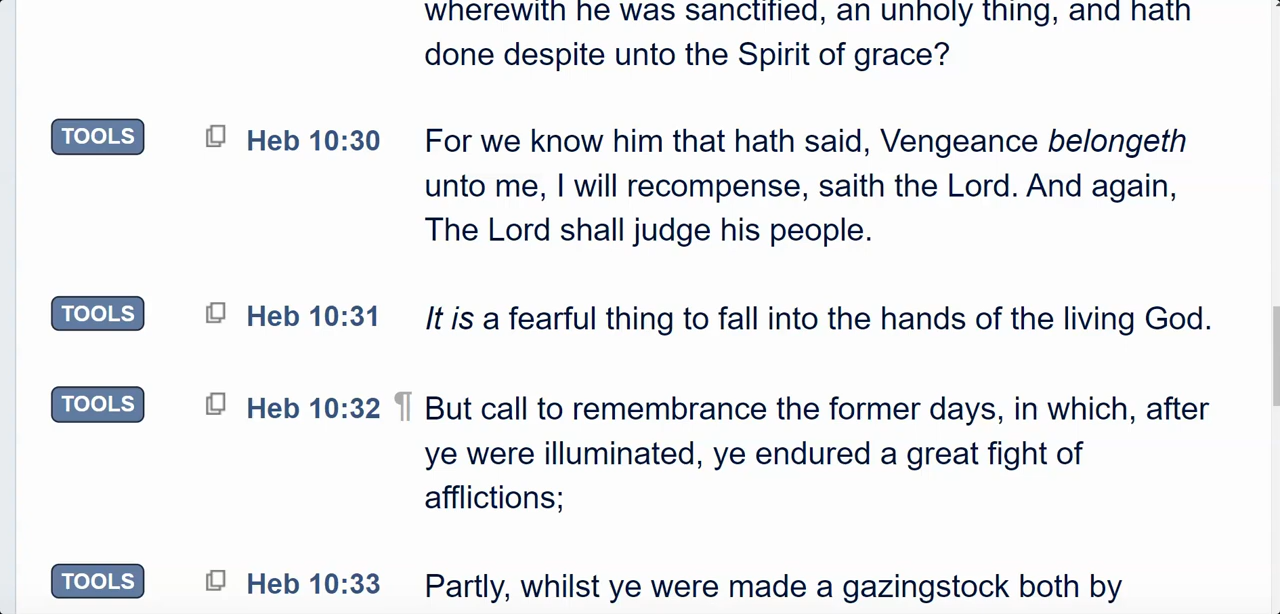 wherewith he was sanctified, an unholy thing, and hath
done despite unto the Spirit of grace?
TOOLS Heb 10:30 For we know him that hath said, Vengeance belongeth
unto me, I will recompense, saith the Lord. And again,
The Lord shall judge his people.
TOOLS Heb 10:31 It is a fearful thing to fall into the hands of the living God.
TOOLS Heb 10:32 ¶ But call to remembrance the former days, in which, after
ye were illuminated, ye endured a great fight of
afflictions;
TOOLS Heb 10:33 Partly, whilst ye were made a gazingstock both by